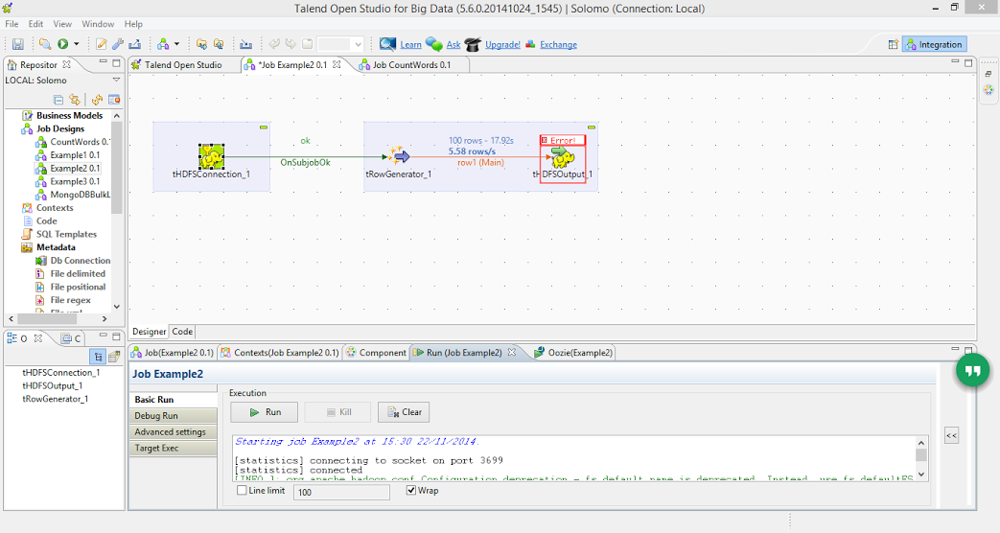 Talend Open Studio for Big Data (5.6.0.20141024_1545) | Solomo (Connection: Local)
File Edit View Window Help
Learn Ask Upgrade! Exchange Integration
Repositor
Talend Open Studio
*Job Example2 0.1
Job CountWords 0.1
LOCAL: Solomo
Business Models
Job Designs
CountWords 0.1
Example1 0.1
Example2 0.1
Example3 0.1
MongoDBBulkL
Contexts
Code
SQL Templates
Metadata
Db Connection
File delimited
File positional
File regex
File xml
ok
OnSubjobOk
tHDFSConnection_1
100 rows - 17.92s
5.58 rows/s
row1 (Main)
tRowGenerator_1
Error!
tHDFSOutput_1
Designer Code
O C
tHDFSConnection_1
tHDFSOutput_1
tRowGenerator_1
Job(Example2 0.1)
Contexts(Job Example2 0.1)
Component
Run (Job Example2)
Oozie(Example2)
Job Example2
Basic Run
Debug Run
Advanced settings
Target Exec
Execution
Run Kill Clear
Starting job Example2 at 15:30 22/11/2014.
[statistics] connecting to socket on port 3699
[statistics] connected
[INFO ]: org.apache.hadoop.conf.Configuration.deprecation - fs.default.name is deprecated. Instead, use fs.defaultFS
<<
Line limit 100 Wrap